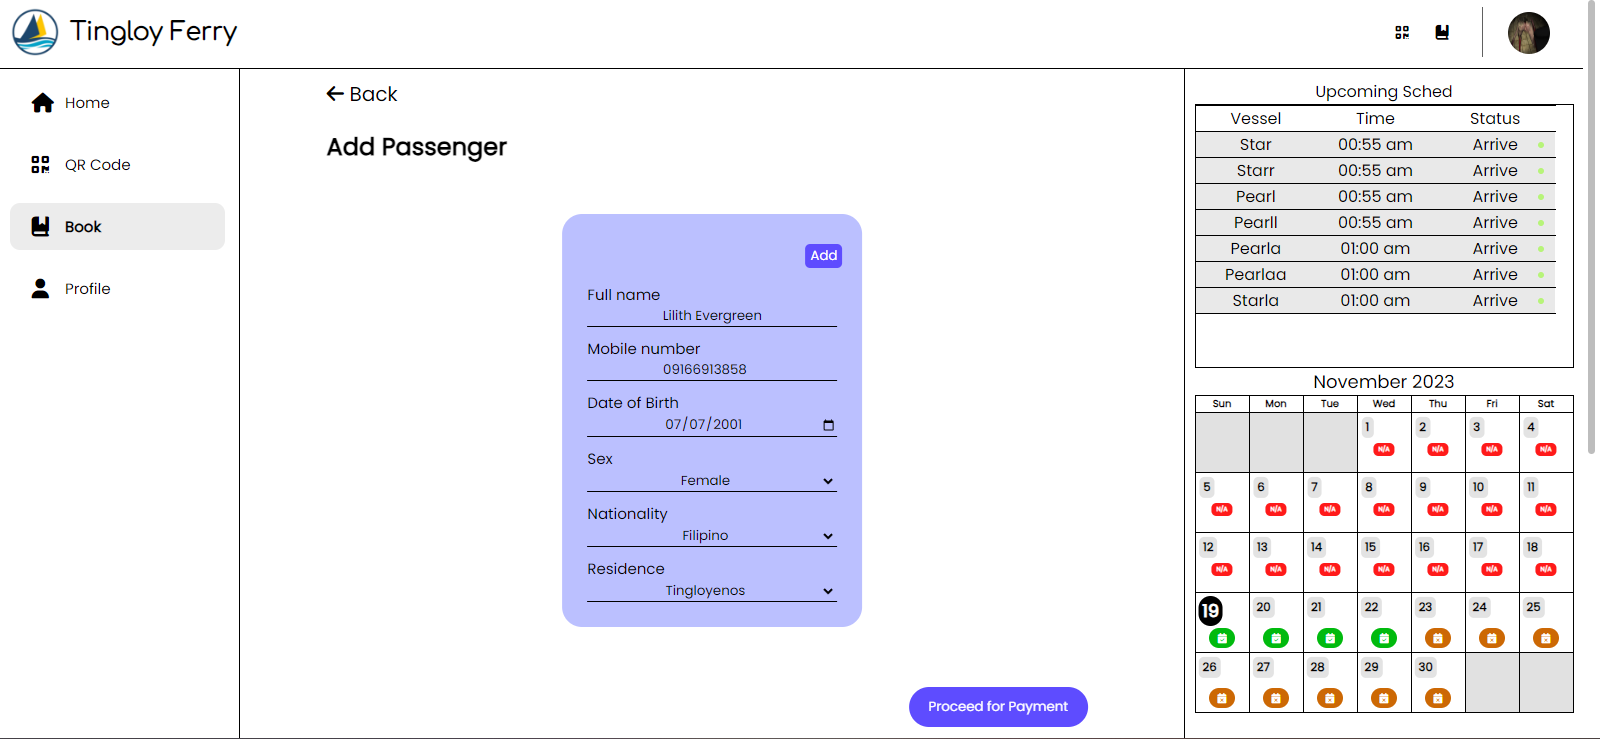 Tingloy Ferry
Home
QR Code
Book
Profile
Back
Add Passenger
Add
Full name
Lilith Evergreen
Mobile number
09166913858
Date of Birth
07/07/2001
Sex
Female
Nationality
Filipino
Residence
Tingloyenos
Proceed for Payment
Upcoming Sched
Vessel Time Status
Star 00:55 am Arrive
Starr 00:55 am Arrive
Pearl 00:55 am Arrive
Pearll 00:55 am Arrive
Pearla 01:00 am Arrive
Pearlaa 01:00 am Arrive
Starla 01:00 am Arrive
November 2023
Sun Mon Tue Wed Thu Fri Sat
1 2 3 4
N/A N/A N/A N/A
5 6 7 8 9 10 11
N/A N/A N/A N/A N/A N/A N/A
12 13 14 15 16 17 18
N/A N/A N/A N/A N/A N/A N/A
19 20 21 22 23 24 25
26 27 28 29 30